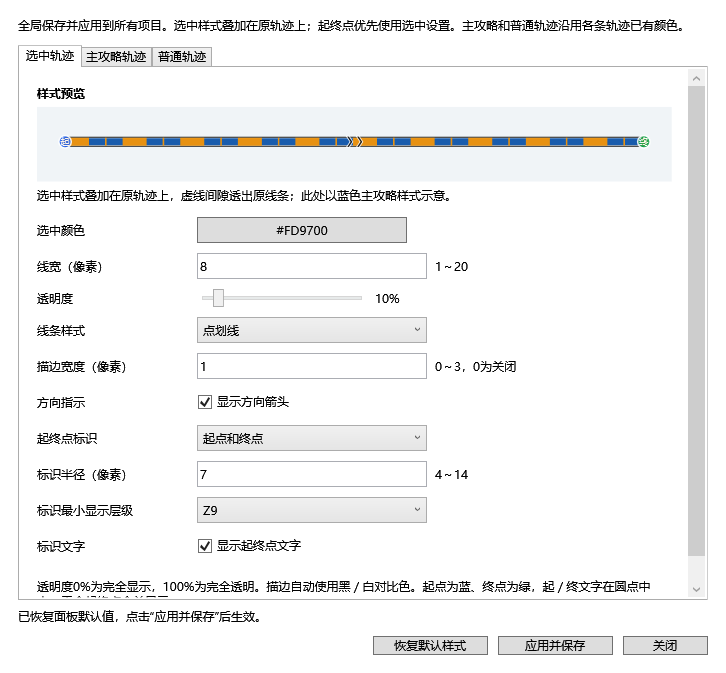 全局保存并应用到所有项目。选中样式叠加在原轨迹上；起终点优先使用选中设置。主攻略和普通轨迹沿用各条轨迹已有颜色。
选中轨迹 主攻略轨迹 普通轨迹
样式预览
起 终
选中样式叠加在原轨迹上，虚线间隙透出原线条；此处以蓝色主攻略样式示意。
选中颜色 #FD9700
线宽（像素） 8 1～20
透明度 10%
线条样式 点划线
描边宽度（像素） 1 0～3，0为关闭
方向指示 显示方向箭头
起终点标识 起点和终点
标识半径（像素） 7 4～14
标识最小显示层级 Z9
标识文字 显示起终点文字
透明度0%为完全显示，100%为完全透明。描边自动使用黑 / 白对比色。起点为蓝、终点为绿，起 / 终文字在圆点中
已恢复面板默认值，点击“应用并保存”后生效。
恢复默认样式 应用并保存 关闭